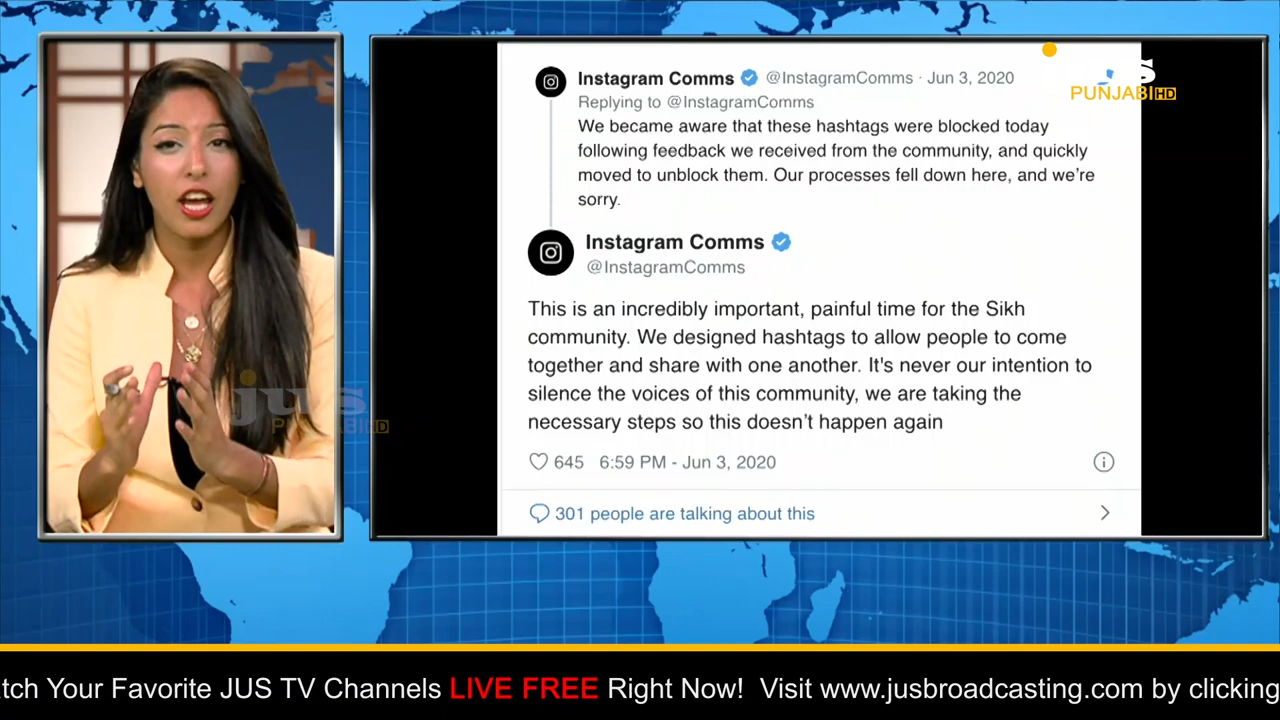 Instagram Comms @InstagramComms · Jun 3, 2020
Replying to @InstagramComms
We became aware that these hashtags were blocked today
following feedback we received from the community, and quickly
moved to unblock them. Our processes fell down here, and we’re
sorry.
Instagram Comms
@InstagramComms
This is an incredibly important, painful time for the Sikh
community. We designed hashtags to allow people to come
together and share with one another. It's never our intention to
silence the voices of this community, we are taking the
necessary steps so this doesn’t happen again
645 6:59 PM - Jun 3, 2020
301 people are talking about this
jus
PUNJABI HD
jus
PUNJABI HD
tch Your Favorite JUS TV Channels LIVE FREE Right Now! Visit www.jusbroadcasting.com by clicking